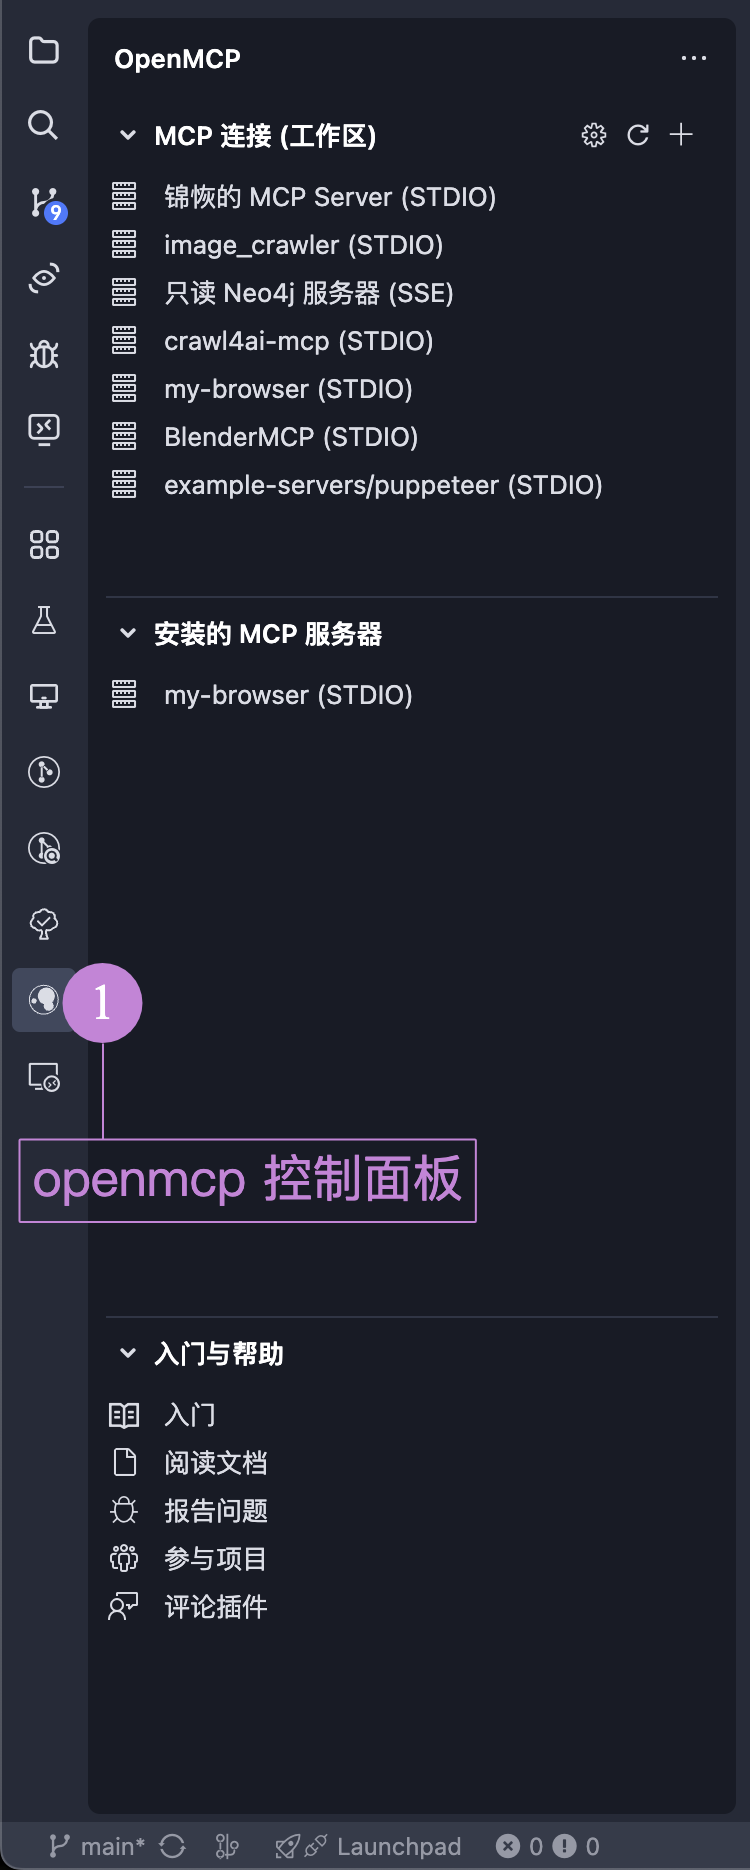 OpenMCP
MCP 连接 (工作区)
锦恢的 MCP Server (STDIO)
9
image_crawler (STDIO)
只读 Neo4j 服务器 (SSE)
crawl4ai-mcp (STDIO)
my-browser (STDIO)
BlenderMCP (STDIO)
example-servers/puppeteer (STDIO)
安装的 MCP 服务器
my-browser (STDIO)
1
openmcp 控制面板
入门与帮助
入门
阅读文档
报告问题
参与项目
评论插件
main* Launchpad 0 0